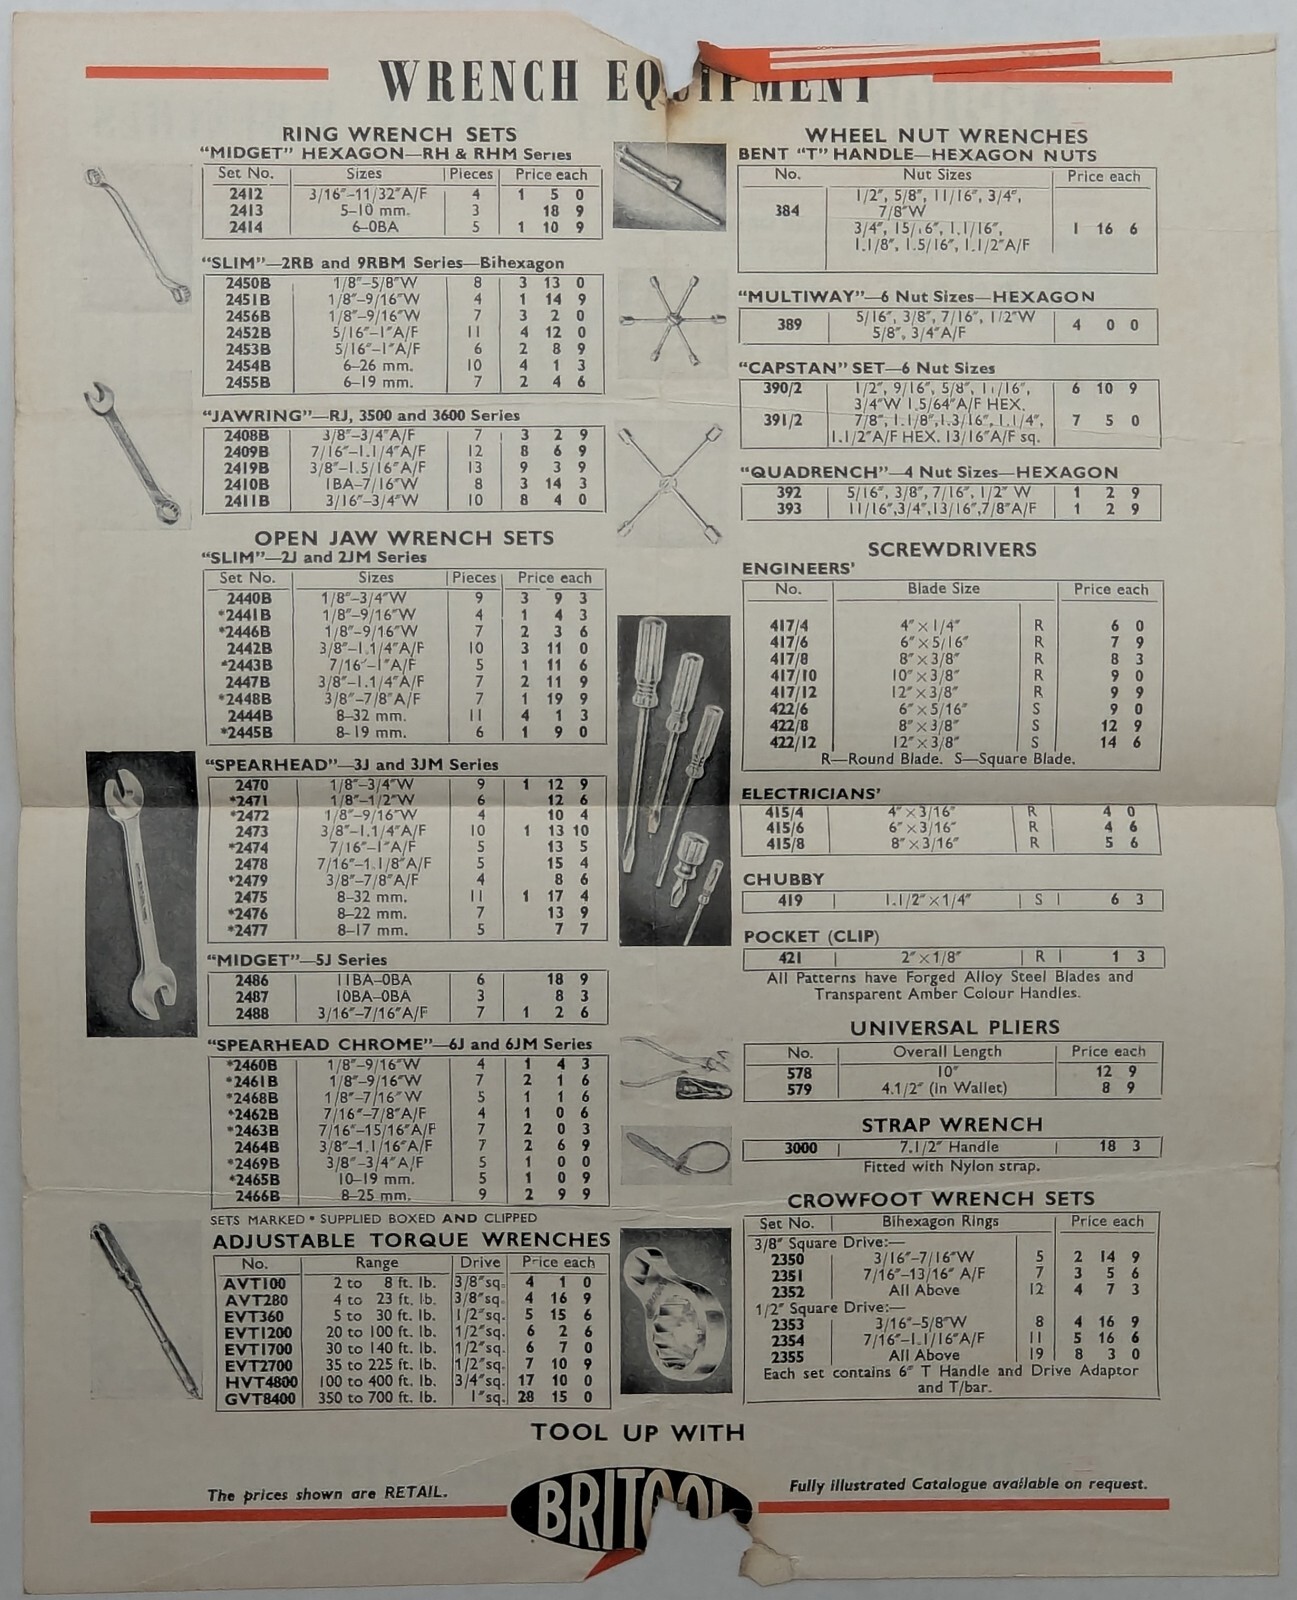 WRENCH EQUIPMENT
RING WRENCH SETS
"MIDGET" HEXAGON—RH & RHM Series
Set No. Sizes Pieces Price each
2412 3/16"–11/32"A/F 4 1 5 0
2413 5–10 mm. 3 18 9
2414 6–0BA 5 1 10 9
"SLIM"—2RB and 9RBM Series—Bihexagon
2450B 1/8"–5/8"W 8 3 13 0
2451B 1/8"–9/16"W 4 1 14 9
2456B 1/8"–9/16"W 7 3 2 0
2452B 5/16"–1"A/F 11 4 12 0
2453B 5/16"–1"A/F 6 2 8 9
2454B 6–26 mm. 10 4 1 3
2455B 6–19 mm. 7 2 4 6
"JAWRING"—RJ, 3500 and 3600 Series
2408B 3/8"–3/4"A/F 7 3 2 9
2409B 7/16"–1.1/4"A/F 12 8 6 9
2419B 3/8"–1.5/16"A/F 13 9 3 9
2410B 1BA–7/16"W 8 3 14 3
2411B 3/16"–3/4"W 10 8 4 0
OPEN JAW WRENCH SETS
"SLIM"—2J and 2JM Series
Set No. Sizes Pieces Price each
2440B 1/8"–3/4"W 9 3 9 3
*2441B 1/8"–9/16"W 4 1 4 3
*2446B 1/8"–9/16"W 7 2 3 6
2442B 3/8"–1.1/4"A/F 10 3 11 0
*2443B 7/16"–1"A/F 5 1 11 6
2447B 3/8"–1.1/4"A/F 7 2 11 9
*2448B 3/8"–7/8"A/F 7 1 19 9
2444B 8–32 mm. 11 4 1 3
*2445B 8–19 mm. 6 1 9 0
"SPEARHEAD"—3J and 3JM Series
2470 1/8"–3/4"W 9 1 12 9
*2471 1/8"–1/2"W 6 12 6
*2472 1/8"–9/16"W 4 10 4
2473 3/8"–1.1/4"A/F 10 1 13 10
*2474 7/16"–1"A/F 5 13 5
2478 7/16"–1.1/8"A/F 5 15 4
*2479 3/8"–7/8"A/F 4 8 6
2475 8–32 mm. 11 1 17 4
*2476 8–22 mm. 7 13 9
*2477 8–17 mm. 5 7 7
"MIDGET"—5J Series
2486 11BA–0BA 6 18 9
2487 10BA–0BA 3 8 3
2488 3/16"–7/16"A/F 7 1 2 6
"SPEARHEAD CHROME"—6J and 6JM Series
*2460B 1/8"–9/16"W 4 1 4 3
*2461B 1/8"–9/16"W 7 2 1 6
*2468B 1/8"–7/16"W 5 1 1 6
*2462B 7/16"–7/8"A/F 4 1 0 6
*2463B 7/16"–15/16"A/F 7 2 0 3
2464B 3/8"–1.1/16"A/F 7 2 6 9
*2469B 3/8"–3/4"A/F 5 1 0 0
*2465B 10–19 mm. 5 1 0 9
2466B 8–25 mm. 9 2 9 9
SETS MARKED * SUPPLIED BOXED AND CLIPPED
ADJUSTABLE TORQUE WRENCHES
No. Range Drive Price each
AVT100 2 to 8 ft. lb. 3/8"sq. 4 1 0
AVT280 4 to 23 ft. lb. 3/8"sq. 4 16 9
EVT360 5 to 30 ft. lb. 1/2"sq. 5 15 6
EVT1200 20 to 100 ft. lb. 1/2"sq. 6 2 6
EVT1700 30 to 140 ft. lb. 1/2"sq. 6 7 0
EVT2700 35 to 225 ft. lb. 1/2"sq. 7 10 9
HVT4800 100 to 400 ft. lb. 3/4"sq. 17 10 0
GVT8400 350 to 700 ft. lb. 1"sq. 28 15 0
WHEEL NUT WRENCHES
BENT "T" HANDLE—HEXAGON NUTS
No. Nut Sizes Price each
384 1/2", 5/8", 11/16", 3/4",
7/8"W
3/4", 15/16", 1.1/16", 1 16 6
1.1/8", 1.5/16", 1.1/2"A/F
"MULTIWAY"—6 Nut Sizes—HEXAGON
389 5/16", 3/8", 7/16", 1/2"W 4 0 0
5/8", 3/4"A/F
"CAPSTAN" SET—6 Nut Sizes
390/2 1/2", 9/16", 5/8", 11/16", 6 10 9
3/4"W 1.5/64"A/F HEX.
391/2 7/8", 1.1/8", 1.3/16", 1.1/4", 7 5 0
1.1/2"A/F HEX. 13/16"A/F sq.
"QUADRENCH"—4 Nut Sizes—HEXAGON
392 5/16", 3/8", 7/16", 1/2" W 1 2 9
393 11/16",3/4",13/16",7/8"A/F 1 2 9
SCREWDRIVERS
ENGINEERS'
No. Blade Size Price each
417/4 4" × 1/4" R 6 0
417/6 6" × 5/16" R 7 9
417/8 8" × 3/8" R 8 3
417/10 10" × 3/8" R 9 0
417/12 12" × 3/8" R 9 9
422/6 6" × 5/16" S 9 0
422/8 8" × 3/8" S 12 9
422/12 12" × 3/8" S 14 6
R—Round Blade. S—Square Blade.
ELECTRICIANS'
415/4 4" × 3/16" R 4 0
415/6 6" × 3/16" R 4 6
415/8 8" × 3/16" R 5 6
CHUBBY
419 1.1/2" × 1/4" S 6 3
POCKET (CLIP)
421 2" × 1/8" R 1 3
All Patterns have Forged Alloy Steel Blades and
Transparent Amber Colour Handles.
UNIVERSAL PLIERS
No. Overall Length Price each
578 10" 12 9
579 4.1/2" (in Wallet) 8 9
STRAP WRENCH
3000 7.1/2" Handle 18 3
Fitted with Nylon strap.
CROWFOOT WRENCH SETS
Set No. Bihexagon Rings Price each
3/8" Square Drive:—
2350 3/16"–7/16"W 5 2 14 9
2351 7/16"–13/16" A/F 7 3 5 6
2352 All Above 12 4 7 3
1/2" Square Drive:—
2353 3/16"–5/8"W 8 4 16 9
2354 7/16"–1.1/16"A/F 11 5 16 6
2355 All Above 19 8 3 0
Each set contains 6" T Handle and Drive Adaptor
and T/bar.
TOOL UP WITH
BRITOOL
The prices shown are RETAIL.
Fully illustrated Catalogue available on request.